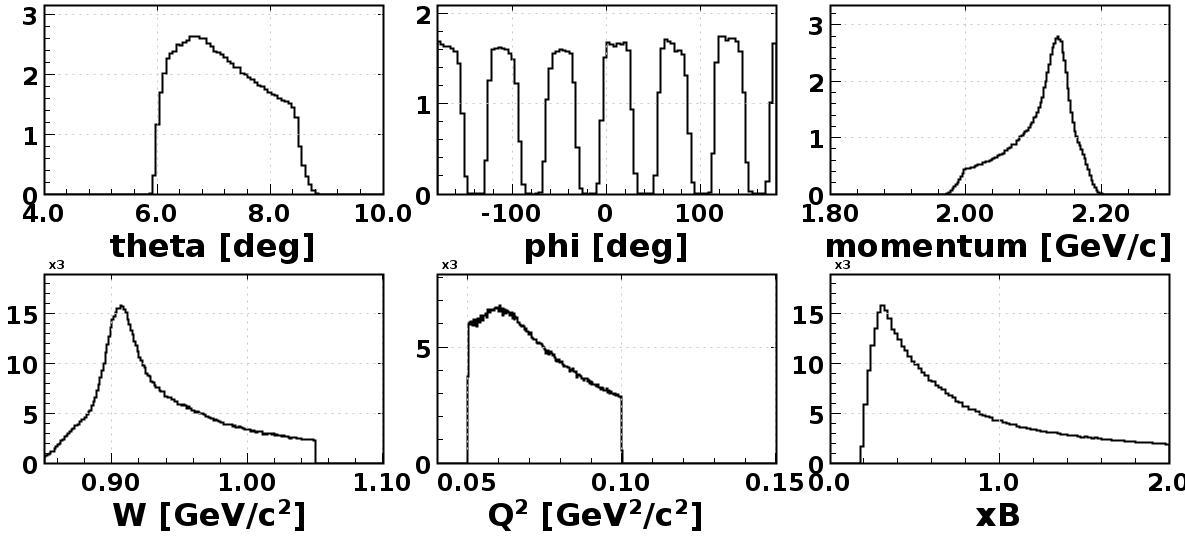 3
2
1
0
4.0 6.0 8.0 10.0
theta [deg]
2
1
0
-100 0 100
phi [deg]
3
2
1
0
1.80 2.00 2.20
momentum [GeV/c]
x3
15
10
5
0
0.90 1.00 1.10
W [GeV/c²]
x3
5
0
0.05 0.10 0.15
Q² [GeV²/c²]
x3
15
10
5
0
0.0 1.0 2.0
xB